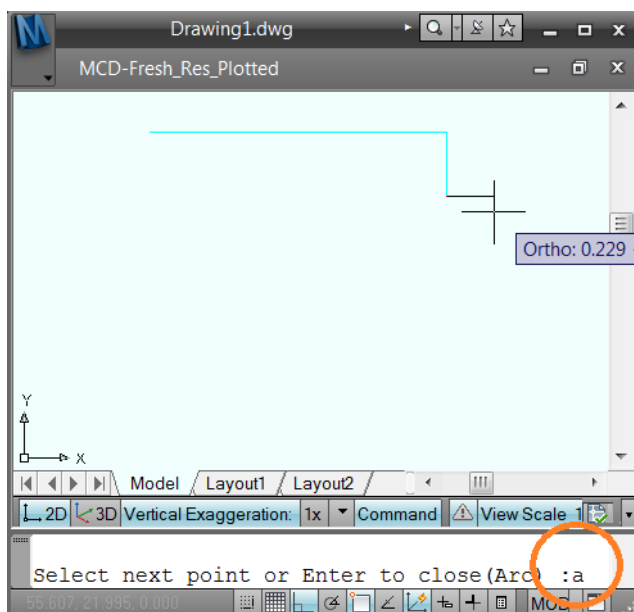 Drawing1.dwg
MCD-Fresh_Res_Plotted
Ortho: 0.229
Y
X
Model Layout1 Layout2
2D 3D Vertical Exaggeration: 1x Command View Scale 1
Select next point or Enter to close(Arc) :a
55.607, 21.995, 0.000 MOD